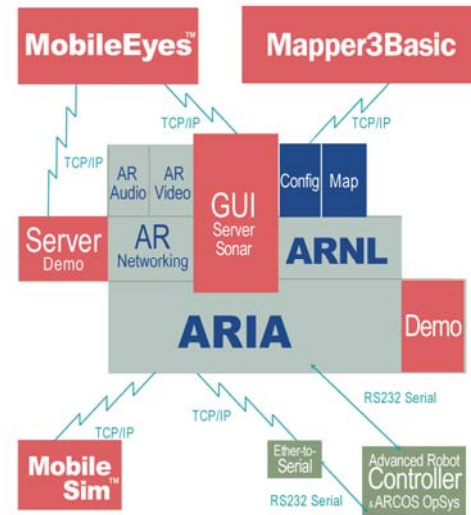 MobileEyes™
Mapper3Basic
TCP/IP
TCP/IP
TCP/IP
AR
Audio
AR
Video
GUI
Server
Sonar
Config
Map
Server
Demo
AR
Networking
ARNL
ARIA
Demo
RS232 Serial
TCP/IP
TCP/IP
Mobile
Sim™
Ether-to-
Serial
RS232 Serial
Advanced Robot
Controller
& ARCOS OpSys